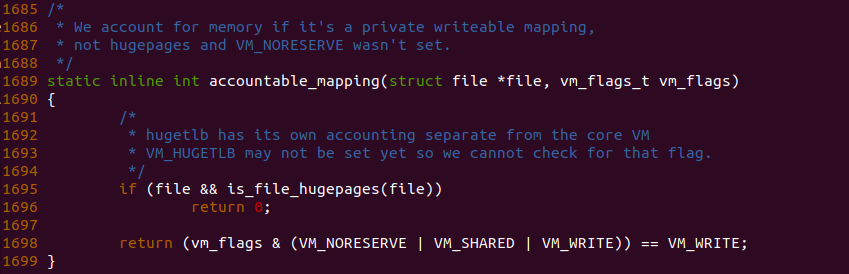 1685 /*
1686  * We account for memory if it's a private writeable mapping,
1687  * not hugepages and VM_NORESERVE wasn't set.
1688  */
1689 static inline int accountable_mapping(struct file *file, vm_flags_t vm_flags)
1690 {
1691         /*
1692          * hugetlb has its own accounting separate from the core VM
1693          * VM_HUGETLB may not be set yet so we cannot check for that flag.
1694          */
1695         if (file && is_file_hugepages(file))
1696                 return 0;
1697
1698         return (vm_flags & (VM_NORESERVE | VM_SHARED | VM_WRITE)) == VM_WRITE;
1699 }